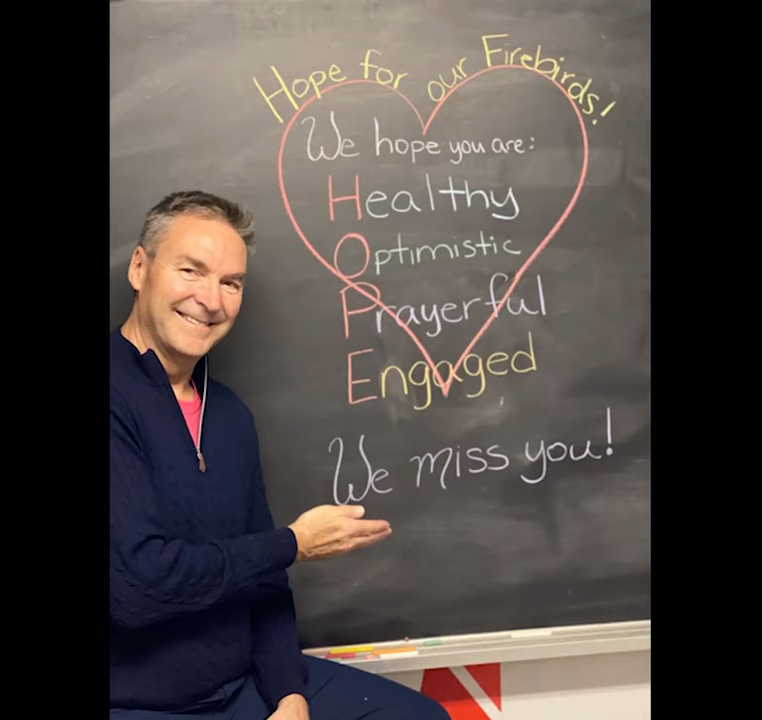 Hope for our Firebirds!
We hope you are:
Healthy
Optimistic
Prayerful
Engaged
We miss you!